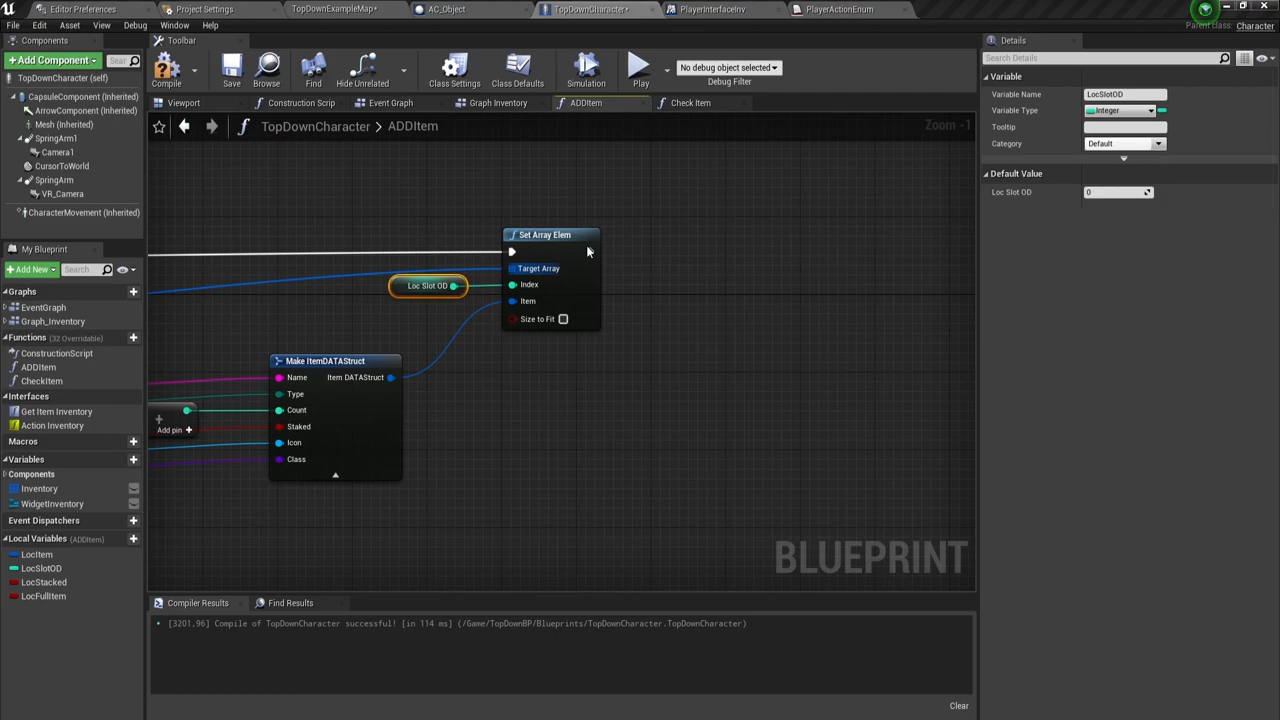 Editor Preferences Project Settings TopDownExampleMap* AC_Object TopDownCharacter* PlayerInterfaceInv PlayerActionEnum
File Edit Asset View Debug Window Help Parent class: Character
Components Toolbar Details
+ Add Component Sear
TopDownCharacter (self)
CapsuleComponent (Inherited)
ArrowComponent (Inherited)
Mesh (Inherited)
SpringArm1
Camera1
CursorToWorld
SpringArm
VR_Camera
CharacterMovement (Inherited)
Compile Save Browse Find Hide Unrelated Class Settings Class Defaults Simulation Play
No debug object selected
Debug Filter
Viewport Construction Scrip Event Graph Graph Inventory ADDItem Check Item
TopDownCharacter > ADDItem Zoom -1
My Blueprint
+ Add New Search
Graphs
EventGraph
Graph_Inventory
Functions (32 Overridable)
ConstructionScript
ADDItem
CheckItem
Interfaces
Get Item Inventory
Action Inventory
Macros
Variables
Components
Inventory
WidgetInventory
Event Dispatchers
Local Variables (ADDItem)
LocItem
LocSlotOD
LocStacked
LocFullItem
Set Array Elem
Target Array
Index
Item
Size to Fit
Loc Slot OD
Make ItemDATAStruct
Name Item DATAStruct
Type
Count
Staked
Icon
Class
Add pin +
BLUEPRINT
Compiler Results Find Results
[3201,96] Compile of TopDownCharacter successful! [in 114 ms] (/Game/TopDownBP/Blueprints/TopDownCharacter.TopDownCharacter)
Clear
Search Details
Variable
Variable Name LocSlotOD
Variable Type Integer
Tooltip
Category Default
Default Value
Loc Slot OD 0